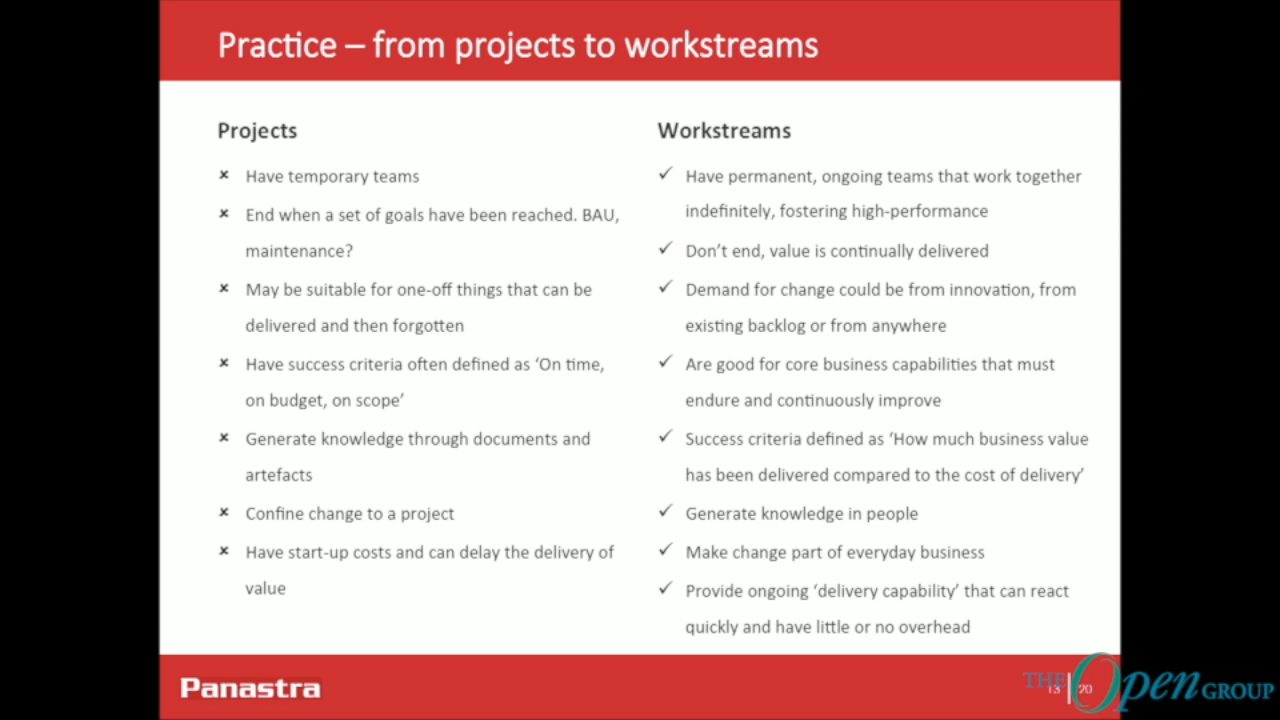 Practice – from projects to workstreams
Projects
Have temporary teams
End when a set of goals have been reached. BAU,
maintenance?
May be suitable for one-off things that can be
delivered and then forgotten
Have success criteria often defined as ‘On time,
on budget, on scope’
Generate knowledge through documents and
artefacts
Confine change to a project
Have start-up costs and can delay the delivery of
value
Workstreams
Have permanent, ongoing teams that work together
indefinitely, fostering high-performance
Don’t end, value is continually delivered
Demand for change could be from innovation, from
existing backlog or from anywhere
Are good for core business capabilities that must
endure and continuously improve
Success criteria defined as ‘How much business value
has been delivered compared to the cost of delivery’
Generate knowledge in people
Make change part of everyday business
Provide ongoing ‘delivery capability’ that can react
quickly and have little or no overhead
Panastra
13 | 20
THE Open GROUP